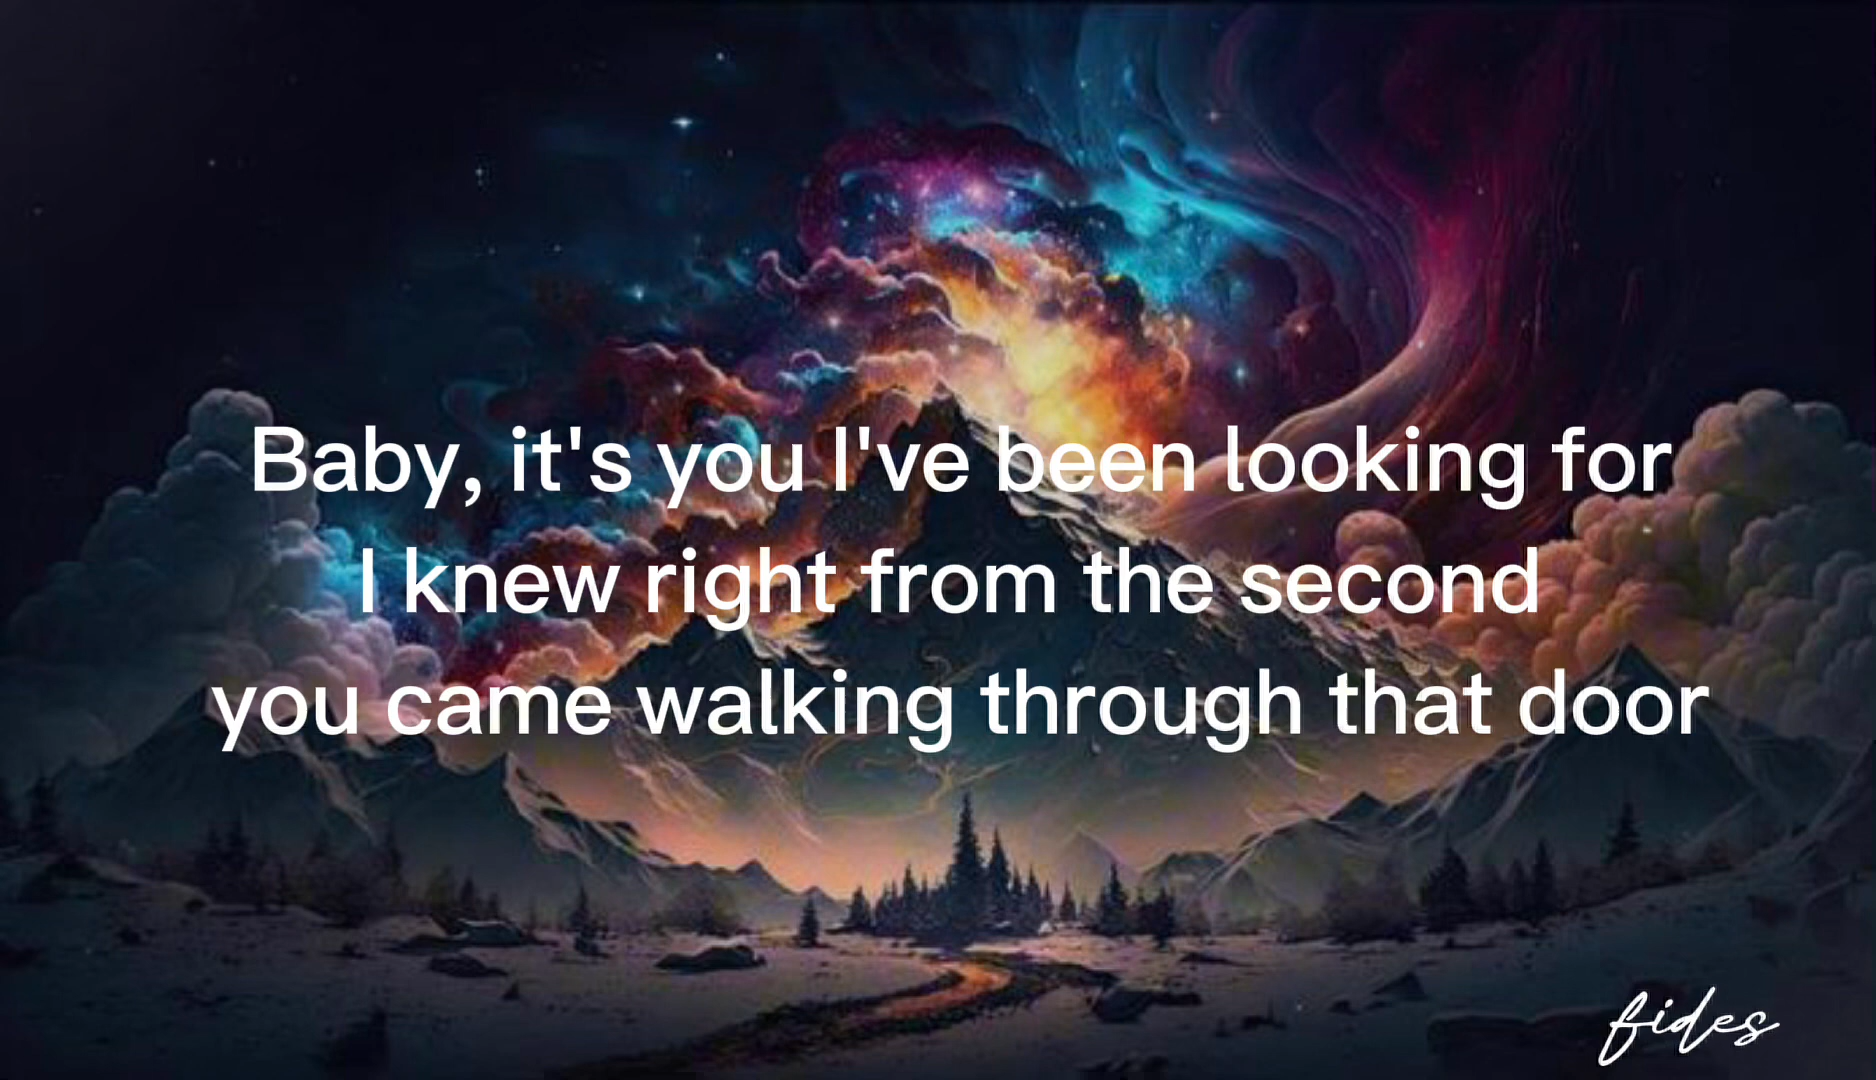 Baby, it's you I've been looking for
I knew right from the second
you came walking through that door
fides